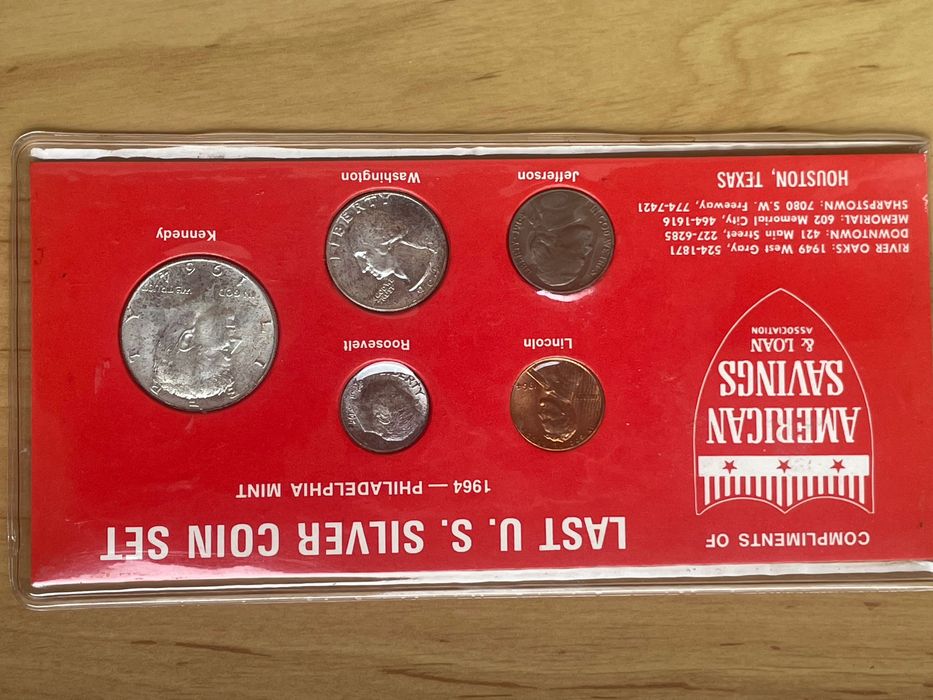 COMPLIMENTS OF
AMERICAN
SAVINGS
& LOAN
ASSOCIATION
RIVER OAKS: 1949 West Gray, 524-1871
DOWNTOWN: 421 Main Street, 227-6285
MEMORIAL: 602 Memorial City, 464-1616
SHARPSTOWN: 7080 S.W. Freeway, 774-7421
HOUSTON, TEXAS
LAST U. S. SILVER COIN SET
1964 — PHILADELPHIA MINT
Lincoln
Roosevelt
Jefferson
Washington
Kennedy
LIBERTY